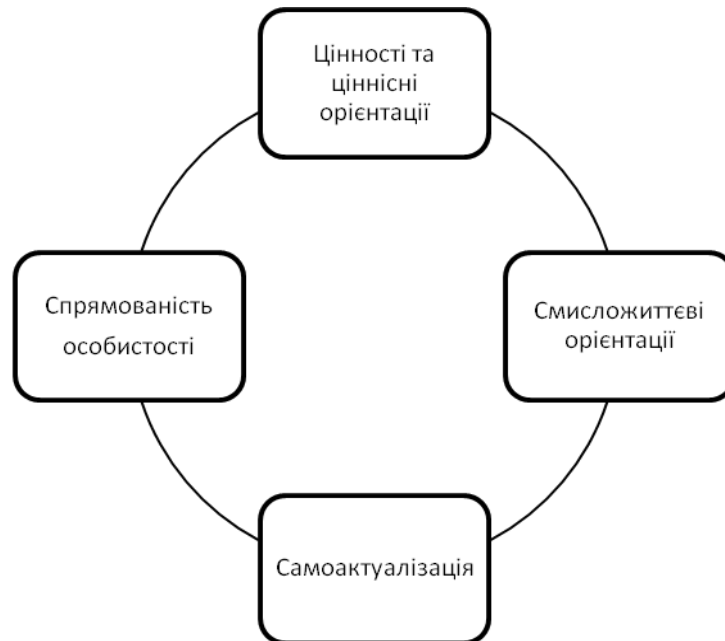 Цінності та
ціннісні
орієнтації
Спрямованість
особистості
Смисложиттєві
орієнтації
Самоактуалізація